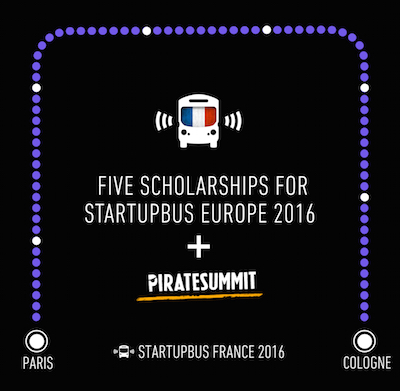 FIVE SCHOLARSHIPS FOR
STARTUPBUS EUROPE 2016
+
PIRATESUMMIT
PARIS
STARTUPBUS FRANCE 2016
COLOGNE